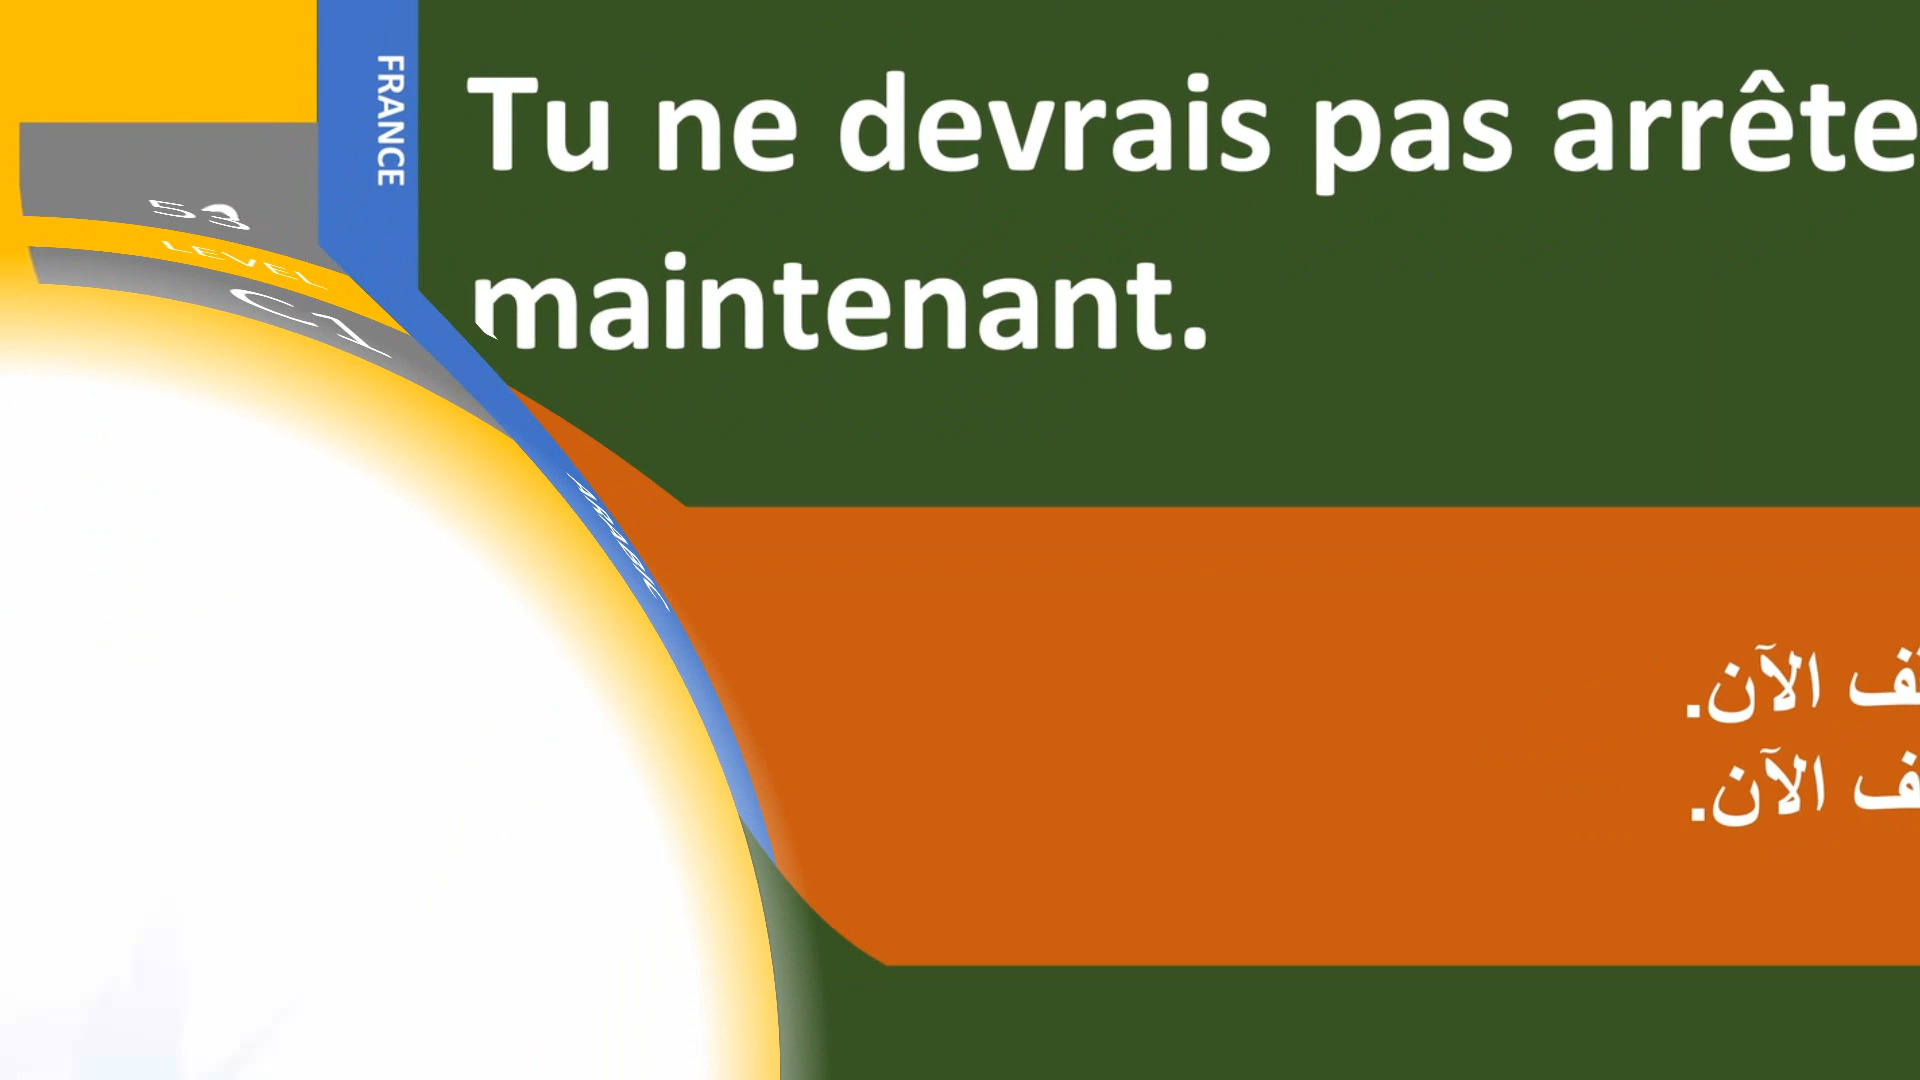 FRANCE
Tu ne devrais pas arrête
maintenant.
53
LEVEL
C1
الآن.
الآن.